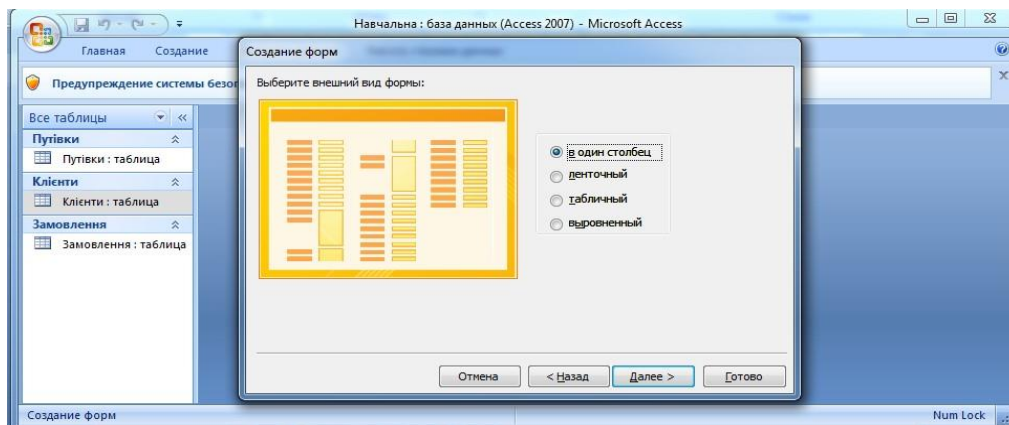 Навчальна : база данных (Access 2007) - Microsoft Access
Главная Создание
Создание форм
Предупреждение системы безоп
Выберите внешний вид формы:
Все таблицы
Путівки
Путівки : таблица
Клієнти
Клієнти : таблица
Замовлення
Замовлення : таблица
в один столбец
ленточный
табличный
выровненный
Отмена < Назад Далее > Готово
Создание форм Num Lock